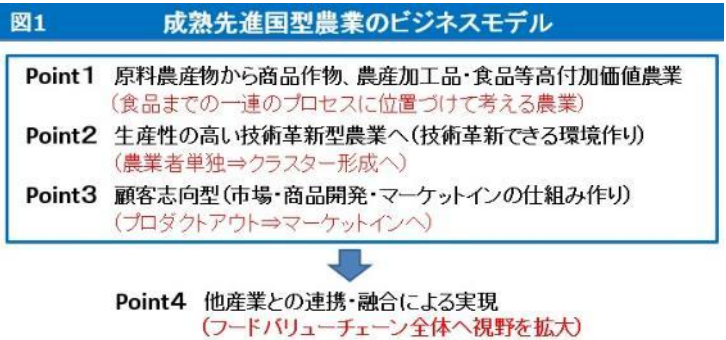 図1 成熟先進国型農業のビジネスモデル
Point1 原料農産物から商品作物、農産加工品・食品等高付加価値農業
(食品までの一連のプロセスに位置づけて考える農業)
Point2 生産性の高い技術革新型農業へ(技術革新できる環境作り)
(農業者単独⇒クラスター形成へ)
Point3 顧客志向型(市場・商品開発・マーケットインの仕組み作り)
(プロダクトアウト⇒マーケットインへ)
Point4 他産業との連携・融合による実現
(フードバリューチェーン全体へ視野を拡大)